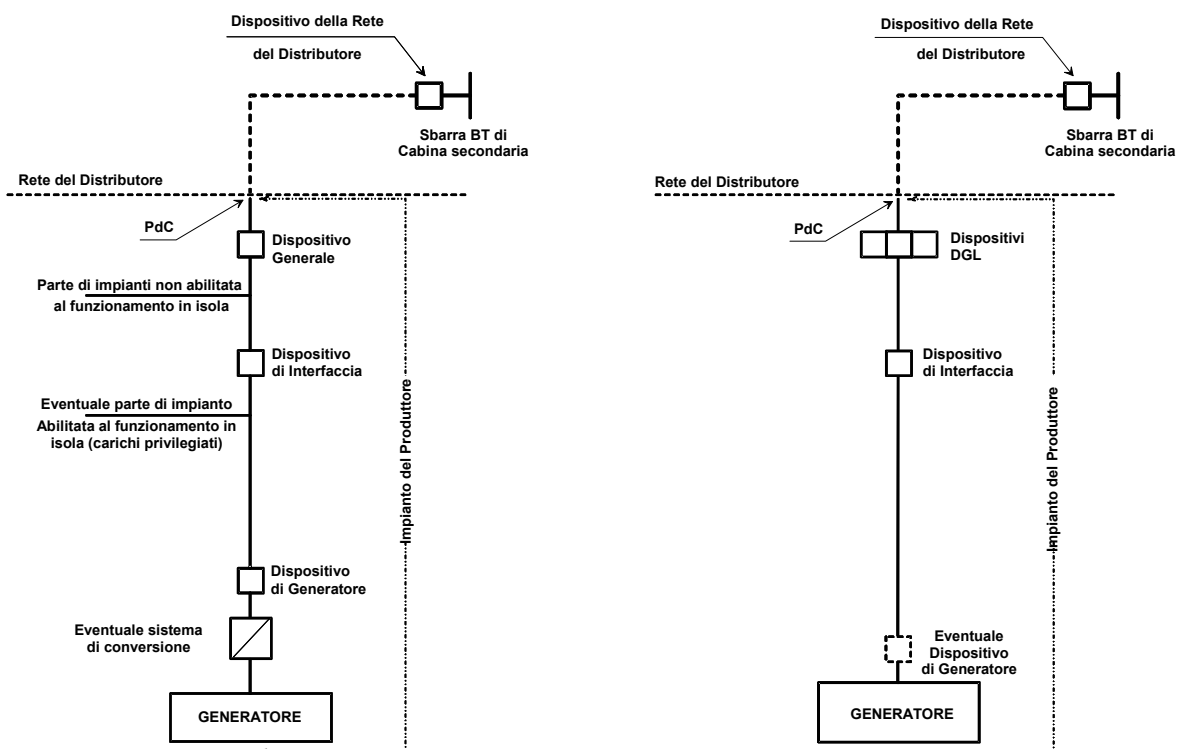 Dispositivo della Rete
del Distributore
Sbarra BT di
Cabina secondaria
Rete del Distributore
PdC
Dispositivo
Generale
Parte di impianti non abilitata
al funzionamento in isola
Dispositivo
di Interfaccia
Eventuale parte di impianto
Abilitata al funzionamento in
isola (carichi privilegiati)
Impianto del Produttore
Dispositivo
di Generatore
Eventuale sistema
di conversione
GENERATORE
Dispositivo della Rete
del Distributore
Sbarra BT di
Cabina secondaria
Rete del Distributore
PdC
Dispositivi
DGL
Dispositivo
di Interfaccia
Impianto del Produttore
Eventuale
Dispositivo
di Generatore
GENERATORE